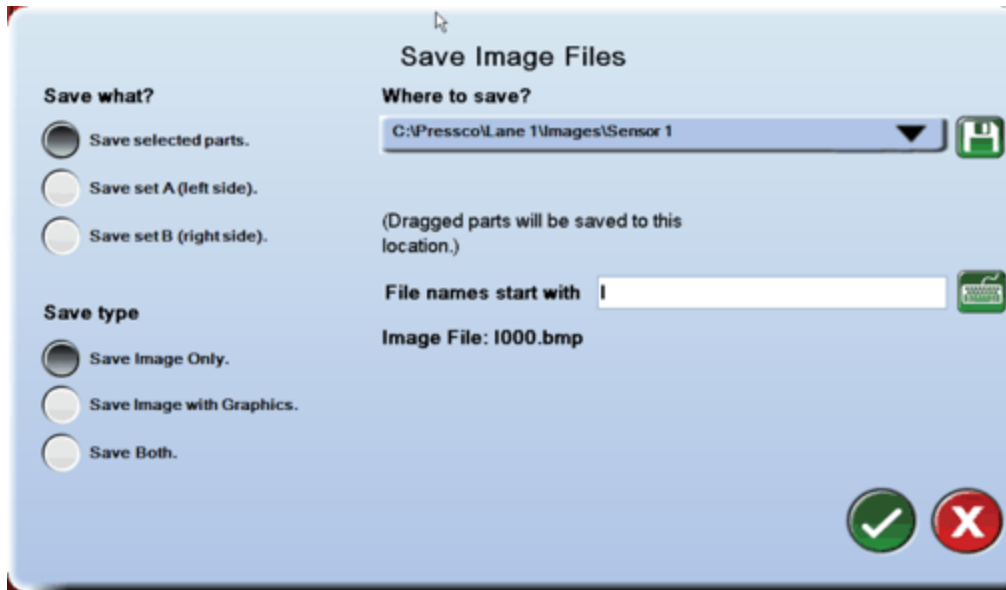 Save Image Files
Save what?
Save selected parts.
Save set A (left side).
Save set B (right side).
Save type
Save Image Only.
Save Image with Graphics.
Save Both.
Where to save?
C:\Pressco\Lane 1\Images\Sensor 1
(Dragged parts will be saved to this
location.)
File names start with I
Image File: I000.bmp